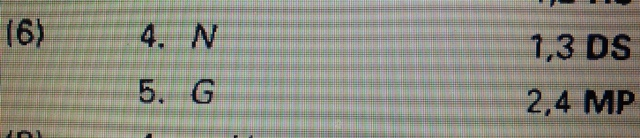 (6) 4. N 1,3 DS
5. G 2,4 MP